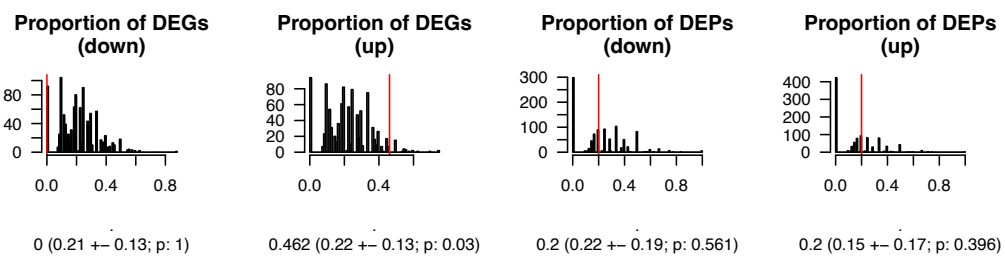 Proportion of DEGs
(down)
80
40
0
0.0 0.4 0.8
.
0 (0.21 +− 0.13; p: 1)
Proportion of DEGs
(up)
80
60
40
20
0
0.0 0.4
.
0.462 (0.22 +− 0.13; p: 0.03)
Proportion of DEPs
(down)
300
200
100
0
0.0 0.4 0.8
.
0.2 (0.22 +− 0.19; p: 0.561)
Proportion of DEPs
(up)
400
300
200
100
0
0.0 0.4 0.8
.
0.2 (0.15 +− 0.17; p: 0.396)